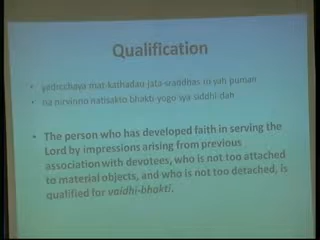 Qualification
• yadrcchaya mat-kathadau jata-sraddhas tu yah puman
• na nirvinno natisakto bhakti-yogo 'sya siddhi-dah
• The person who has developed faith in serving the
Lord by impressions arising from previous
association with devotees, who is not too attached
to material objects, and who is not too detached, is
qualified for vaidhi-bhakti.